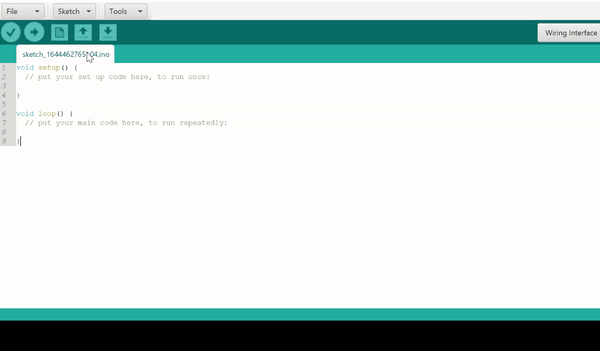 File Sketch Tools
Wiring Interface
sketch_1644462765104.ino
1 void setup() {
2 // put your set up code here, to run once:
3
4 }
5
6 void loop() {
7 // put your main code here, to run repeatedly:
8
9 }